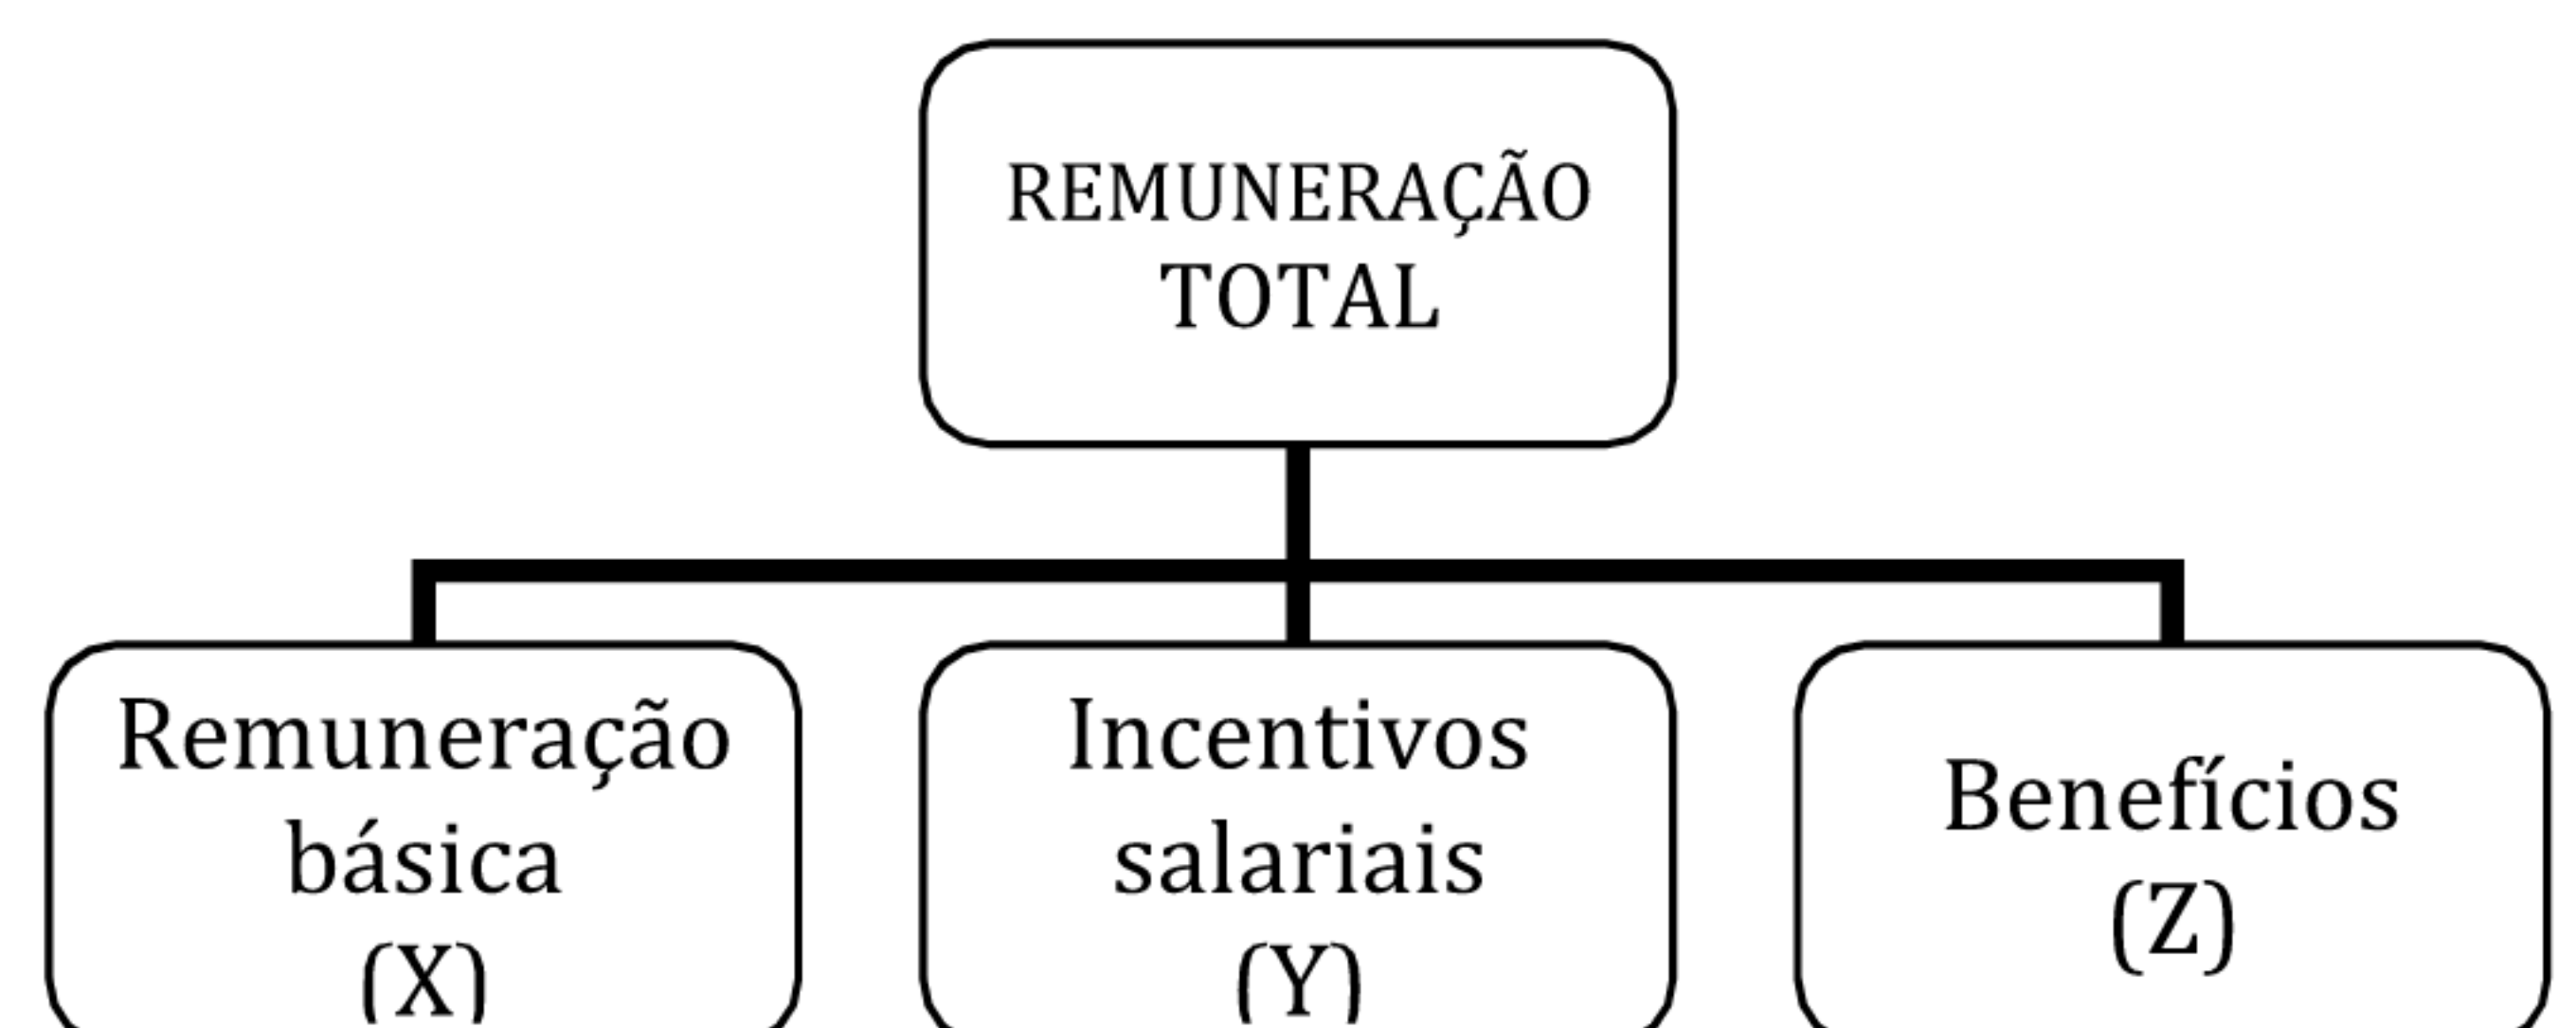 REMUNERAÇÃO
TOTAL
Remuneração
básica
(X)
Incentivos
salariais
(Y)
Benefícios
(Z)